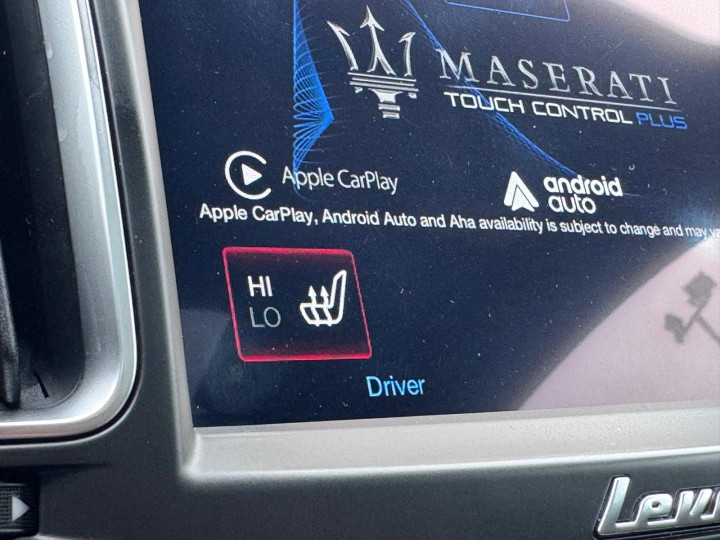 MASERATI
TOUCH CONTROL PLUS
Apple CarPlay
android
auto
Apple CarPlay, Android Auto and Aha availability is subject to change and may
HI
LO
Driver